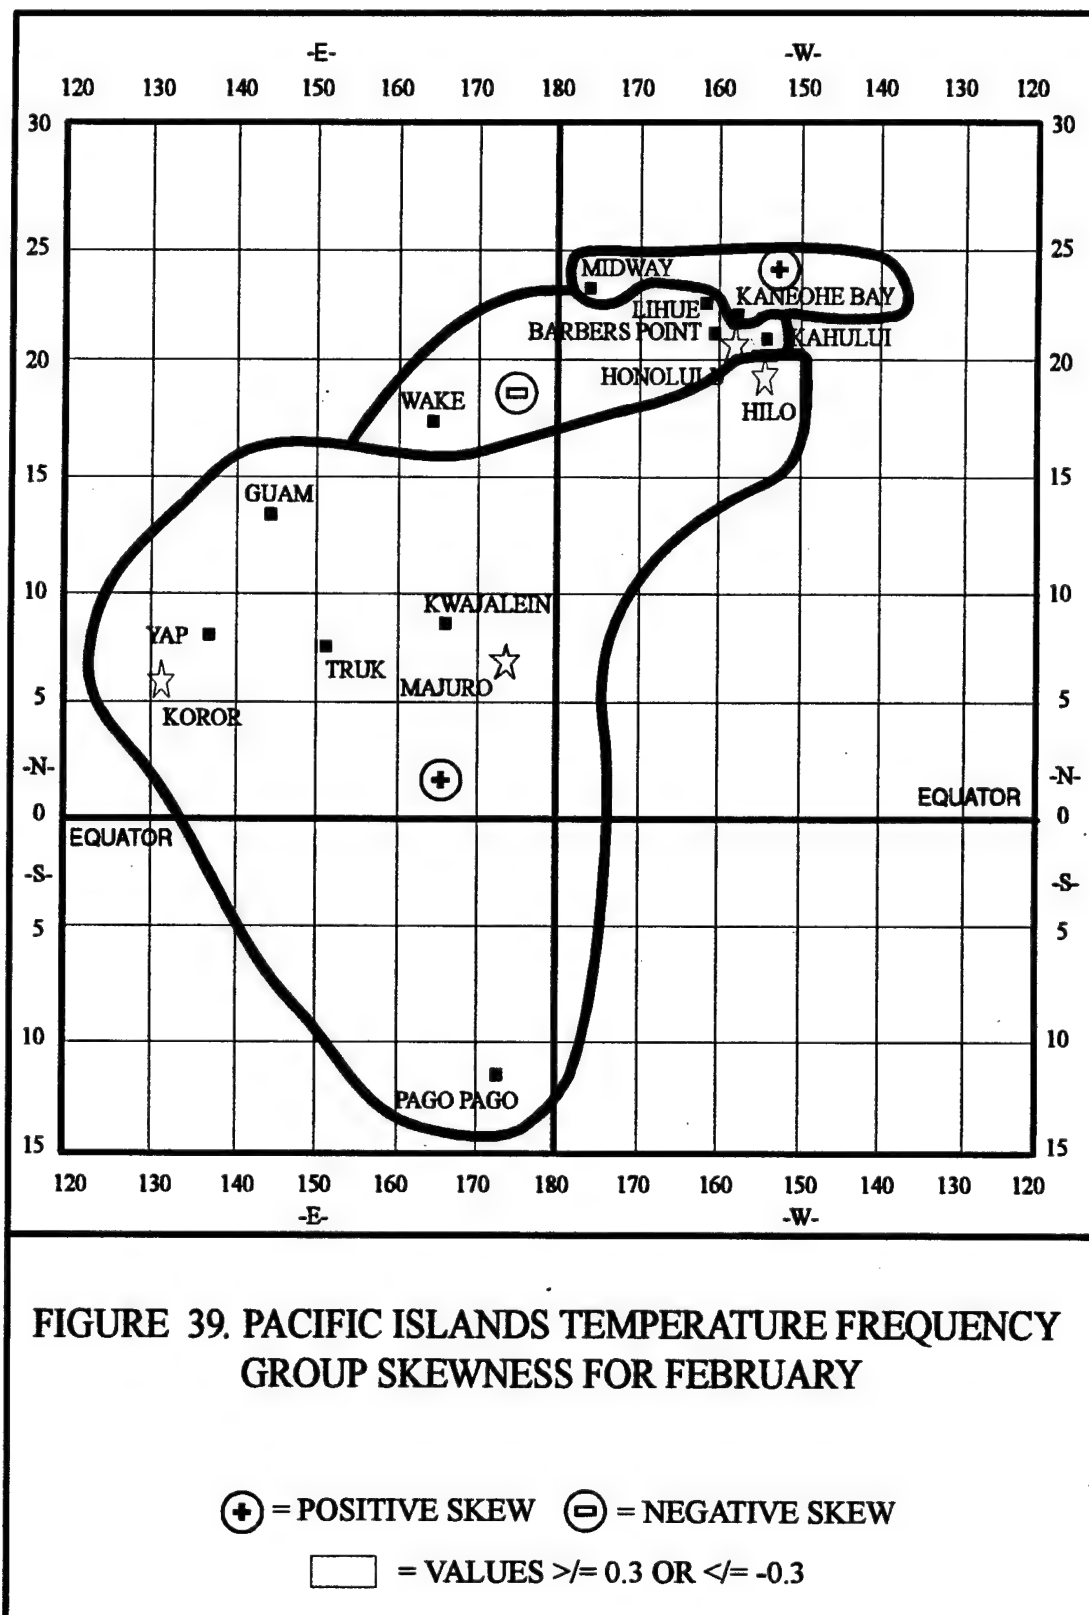 -E- -W-
120 130 140 150 160 170 180 170 160 150 140 130 120
30 30
25 25
MIDWAY
KANEOHE BAY
LIHUE
BARBERS POINT KAHULUI
20 20
HONOLULU
WAKE
HILO
15 15
GUAM
10 10
KWAJALEIN
YAP
TRUK
MAJURO
5 5
KOROR
-N- -N-
EQUATOR
0 0
EQUATOR
-S- -S-
5 5
10 10
PAGO PAGO
15 15
120 130 140 150 160 170 180 170 160 150 140 130 120
-E- -W-
FIGURE 39. PACIFIC ISLANDS TEMPERATURE FREQUENCY
GROUP SKEWNESS FOR FEBRUARY
+ = POSITIVE SKEW - = NEGATIVE SKEW
= VALUES >/= 0.3 OR </= -0.3